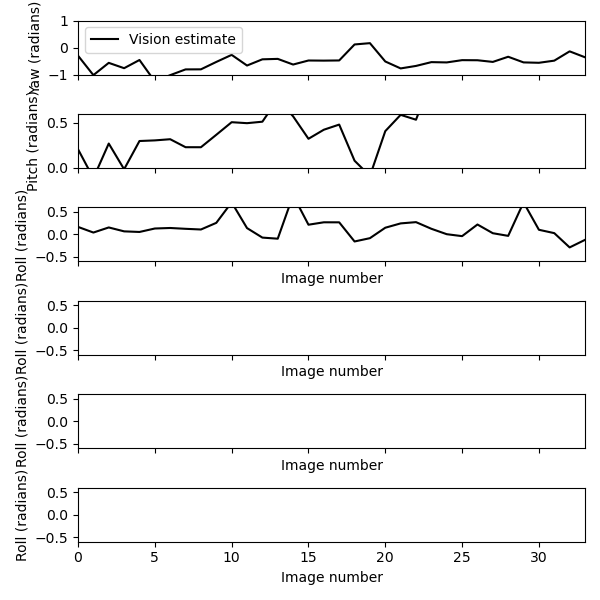 Yaw (radians)
1
0
−1
Vision estimate
Pitch (radians)
0.5
0.0
Roll (radians)
0.5
0.0
−0.5
Image number
Roll (radians)
0.5
0.0
−0.5
Image number
Roll (radians)
0.5
0.0
−0.5
Image number
Roll (radians)
0.5
0.0
−0.5
0 5 10 15 20 25 30
Image number